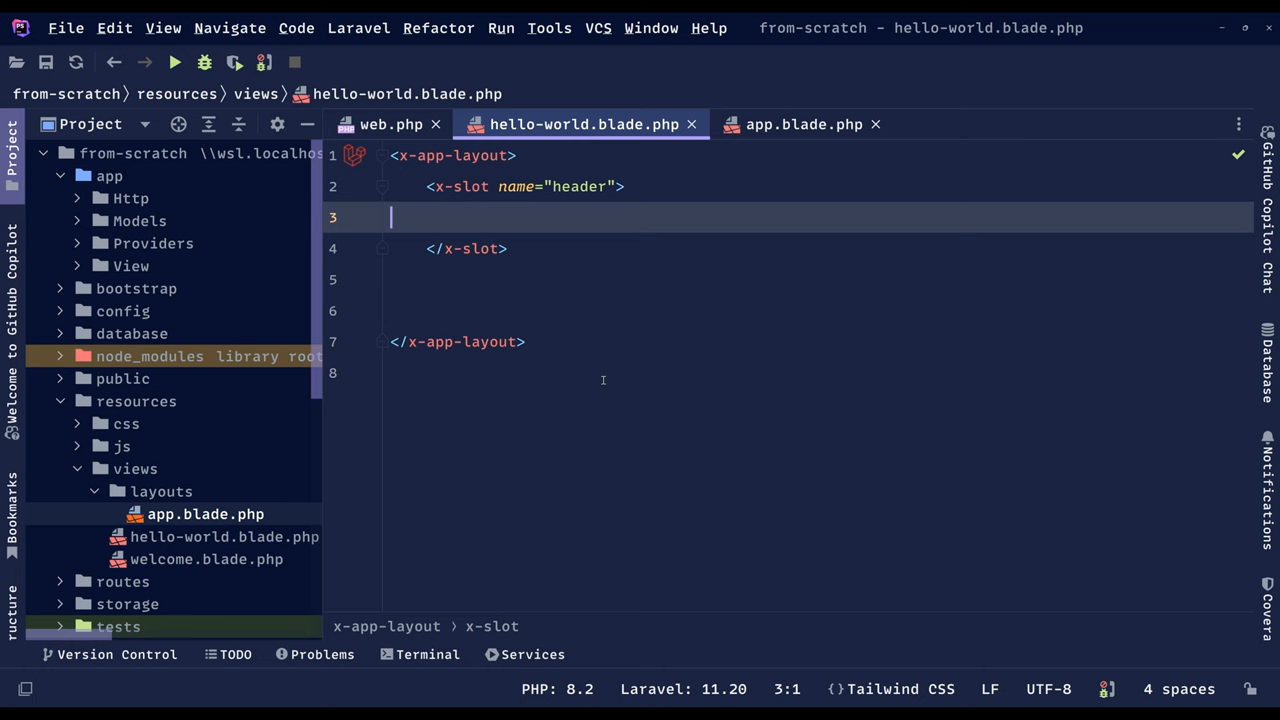 File Edit View Navigate Code Laravel Refactor Run Tools VCS Window Help from-scratch - hello-world.blade.php
from-scratch 〉 resources 〉 views 〉 hello-world.blade.php
Project
web.php
hello-world.blade.php
app.blade.php
from-scratch \\wsl.localhos
app
Http
Models
Providers
View
bootstrap
config
database
node_modules library root
public
resources
css
js
views
layouts
app.blade.php
hello-world.blade.php
welcome.blade.php
routes
storage
tests
1 <x-app-layout>
2 <x-slot name="header">
3
4 </x-slot>
5
6
7 </x-app-layout>
8
x-app-layout 〉 x-slot
Project
Welcome to GitHub Copilot
Bookmarks
ructure
GitHub Copilot Chat
Database
Notifications
Covera
Version Control TODO Problems Terminal Services
PHP: 8.2 Laravel: 11.20 3:1 {} Tailwind CSS LF UTF-8 4 spaces